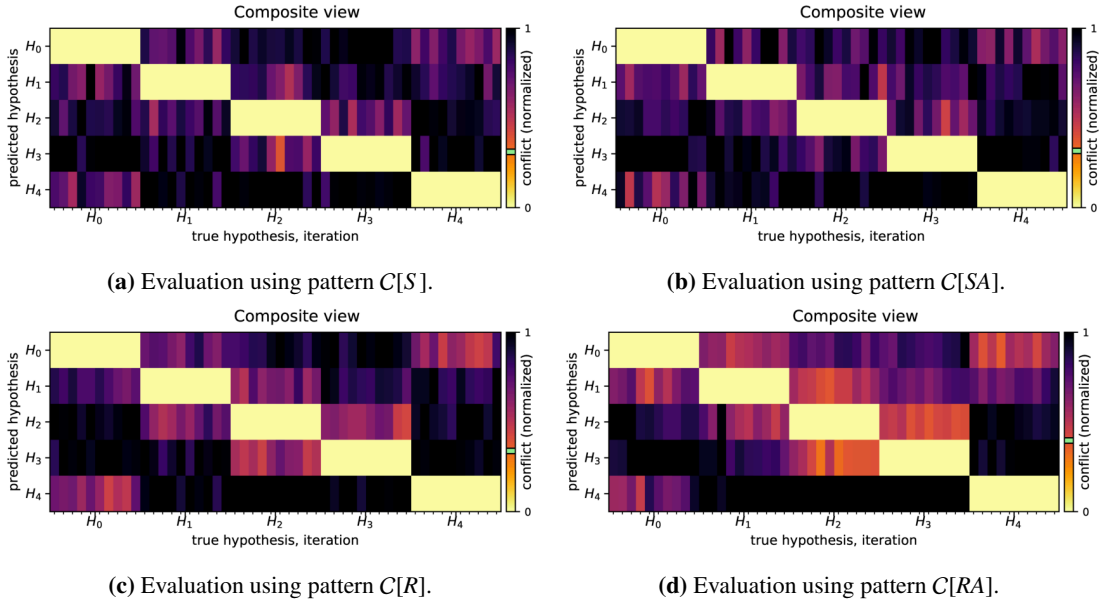 Composite view
predicted hypothesis
H₀
H₁
H₂
H₃
H₄
H₀ H₁ H₂ H₃ H₄
true hypothesis, iteration
1
0
conflict (normalized)
(a) Evaluation using pattern C[S].
Composite view
predicted hypothesis
H₀
H₁
H₂
H₃
H₄
H₀ H₁ H₂ H₃ H₄
true hypothesis, iteration
1
0
conflict (normalized)
(b) Evaluation using pattern C[SA].
Composite view
predicted hypothesis
H₀
H₁
H₂
H₃
H₄
H₀ H₁ H₂ H₃ H₄
true hypothesis, iteration
1
0
conflict (normalized)
(c) Evaluation using pattern C[R].
Composite view
predicted hypothesis
H₀
H₁
H₂
H₃
H₄
H₀ H₁ H₂ H₃ H₄
true hypothesis, iteration
1
0
conflict (normalized)
(d) Evaluation using pattern C[RA].